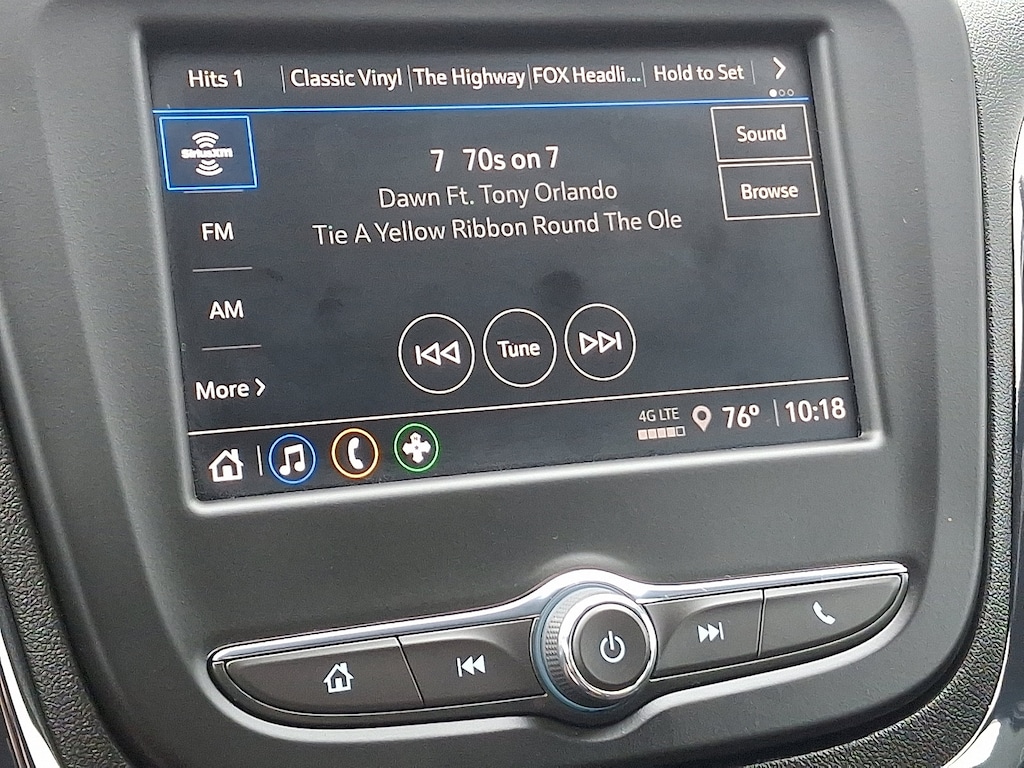 Hits 1 Classic Vinyl The Highway FOX Headli... Hold to Set
SiriusXM
Sound
7 70s on 7
Browse
Dawn Ft. Tony Orlando
FM
Tie A Yellow Ribbon Round The Ole
AM
Tune
More
4G LTE 76° 10:18